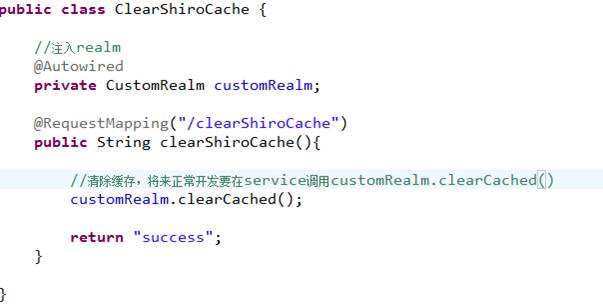 public class ClearShiroCache {
//注入realm
@Autowired
private CustomRealm customRealm;
@RequestMapping("/clearShiroCache")
public String clearShiroCache(){
//清除缓存，将来正常开发要在service调用customRealm.clearCached()
customRealm.clearCached();
return "success";
}
}